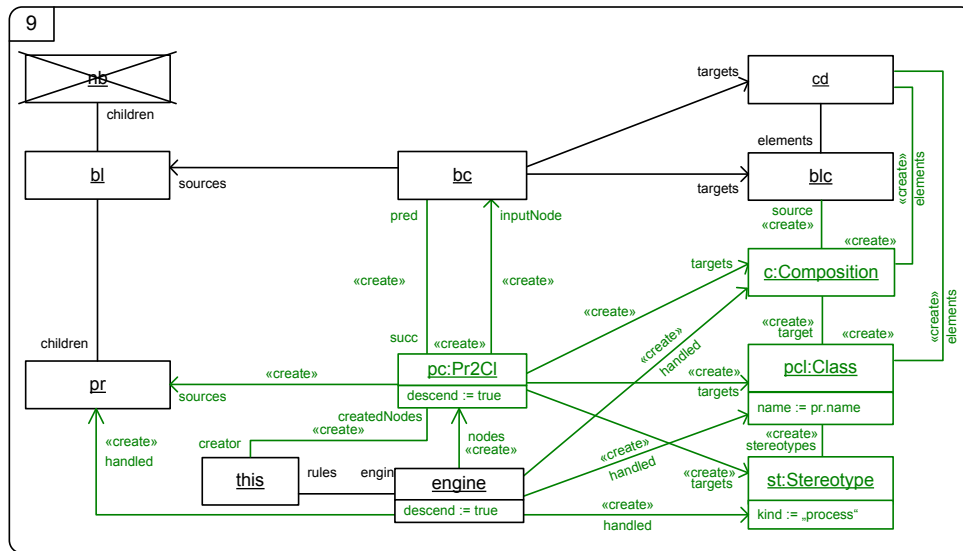 9
nb
children
targets
cd
elements
bl
sources
bc
targets
blc
«create»
elements
pred
inputNode
source
«create»
«create»
«create»
«create»
targets
c:Composition
«create»
«create»
elements
«create»
«create»
handled
«create»
target
«create»
children
succ
«create»
pr
«create»
sources
pc:Pr2Cl
descend := true
«create»
targets
pcl:Class
name := pr.name
createdNodes
«create»
creator
«create»
handled
nodes
«create»
«create»
handled
«create»
stereotypes
this
rules
engin
engine
descend := true
«create»
targets
st:Stereotype
kind := „process“
«create»
handled